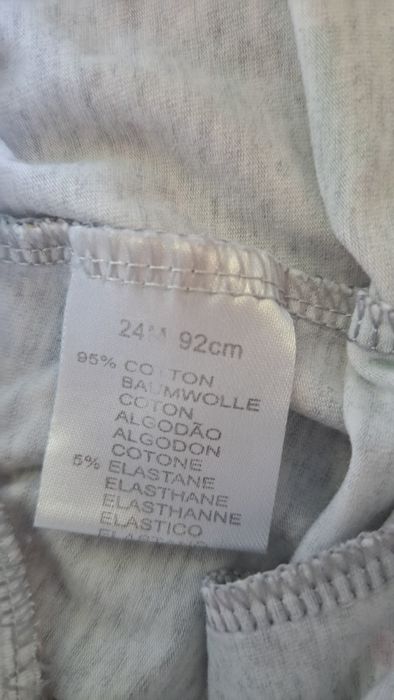 24M 92cm
95% COTTON
BAUMWOLLE
COTON
ALGODÃO
ALGODON
COTONE
5% ELASTANE
ELASTHANE
ELASTHANNE
ELASTICO